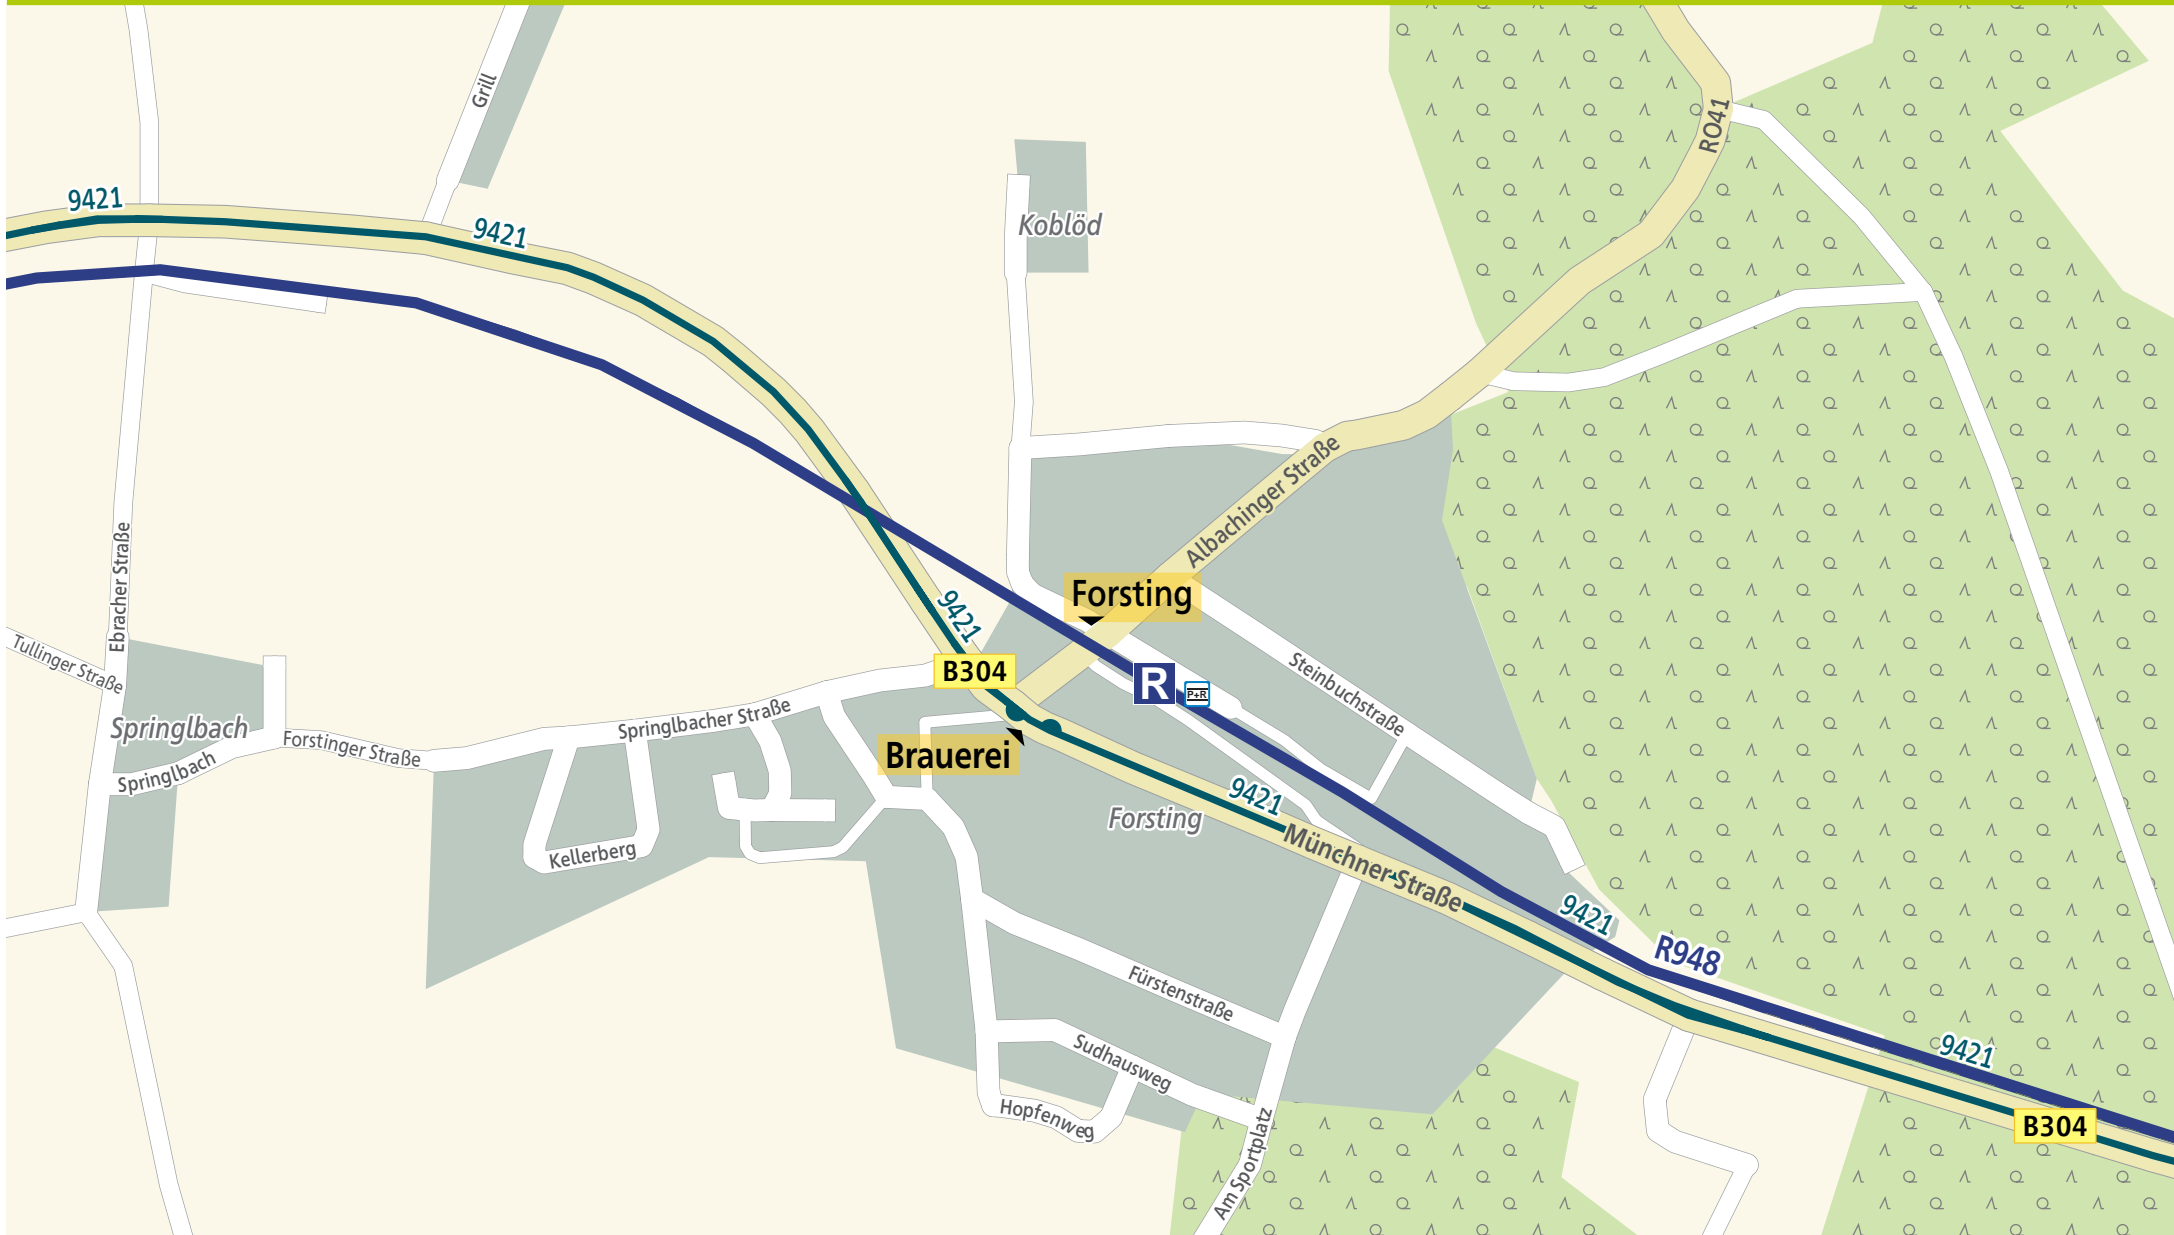 Grill
RO41
9421
9421
Koblöd
Albachinger Straße
Ebracher Straße
Forsting
9421
Tullinger Straße
B304
R
P+R
Steinbuchstraße
Springlbach
Springlbacher Straße
Forstinger Straße
Brauerei
Springlbach
9421
Forsting
Kellerberg
Münchner Straße
9421
R948
Fürstenstraße
Sudhausweg
9421
Hopfenweg
B304
Am Sportplatz